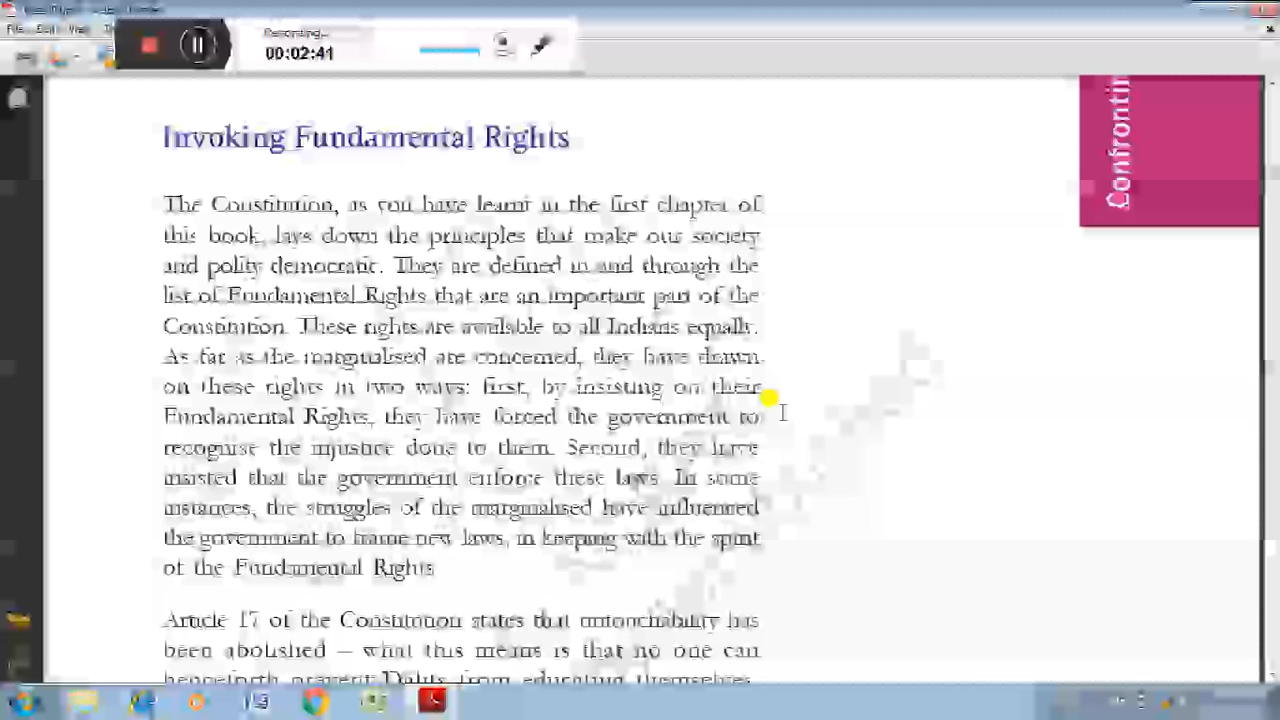 Recording...
00:02:41
Confrontin
Invoking Fundamental Rights
The Constitution, as you have learnt in the first chapter of
this book, lays down the principles that make our society
and polity democratic. They are defined in and through the
list of Fundamental Rights that are an important part of the
Constitution. These rights are available to all Indians equally.
As far as the marginalised are concerned, they have drawn
on these rights in two ways: first, by insisting on their
Fundamental Rights, they have forced the government to
recognise the injustice done to them. Second, they have
insisted that the government enforce these laws. In some
instances, the struggles of the marginalised have influenced
the government to frame new laws, in keeping with the spirit
of the Fundamental Rights
Article 17 of the Constitution states that untouchability has
been abolished – what this means is that no one can
henceforth prevent Dalits from educating themselves,